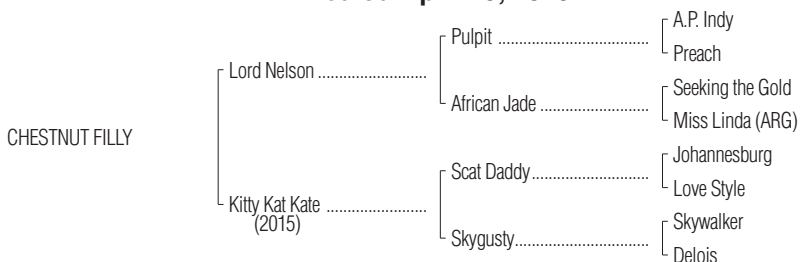 A.P. Indy
Pulpit
Preach
Lord Nelson
Seeking the Gold
African Jade
Miss Linda (ARG)
CHESTNUT FILLY
Johannesburg
Scat Daddy
Love Style
Kitty Kat Kate
(2015)
Skywalker
Skygusty
Delois